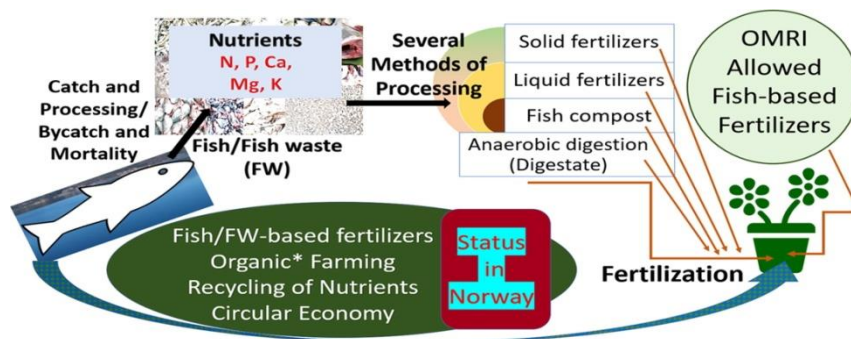 Catch and
Processing/
Bycatch and
Mortality
Nutrients
N, P, Ca,
Mg, K
Fish/Fish waste
(FW)
Several
Methods of
Processing
Solid fertilizers
Liquid fertilizers
Fish compost
Anaerobic digestion
(Digestate)
OMRI
Allowed
Fish-based
Fertilizers
Fish/FW-based fertilizers
Organic* Farming
Recycling of Nutrients
Circular Economy
Status
in
Norway
Fertilization